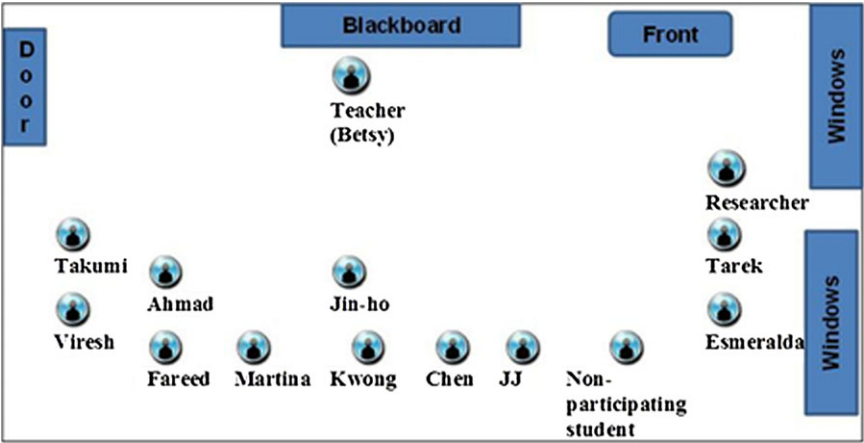 Blackboard
Front
Door
Windows
Teacher
(Betsy)
Researcher
Takumi
Tarek
Ahmad
Jin-ho
Windows
Viresh
Esmeralda
Fareed
Martina
Kwong
Chen
JJ
Non-
participating
student